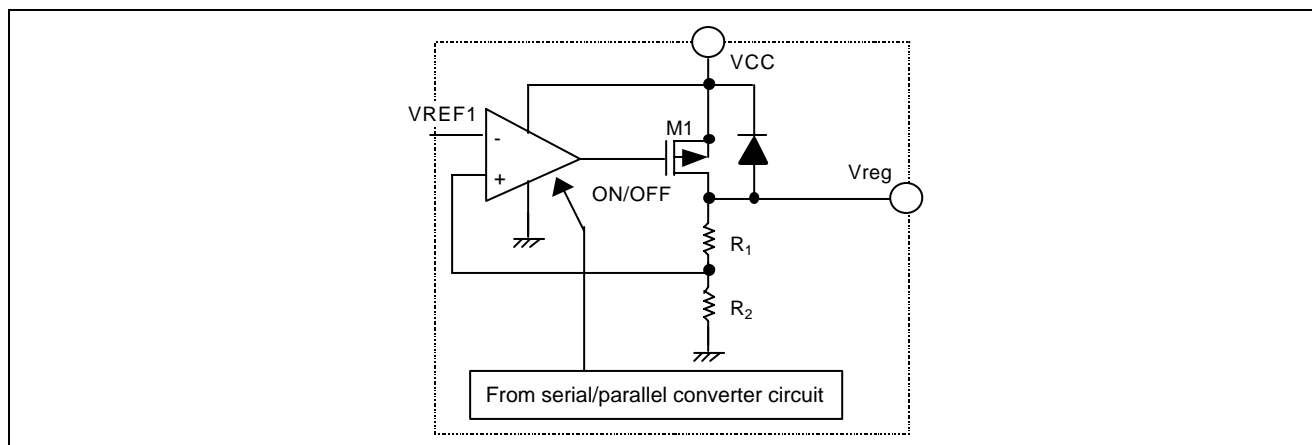 VCC
VREF1
M1
-
+
ON/OFF
Vreg
R1
R2
From serial/parallel converter circuit